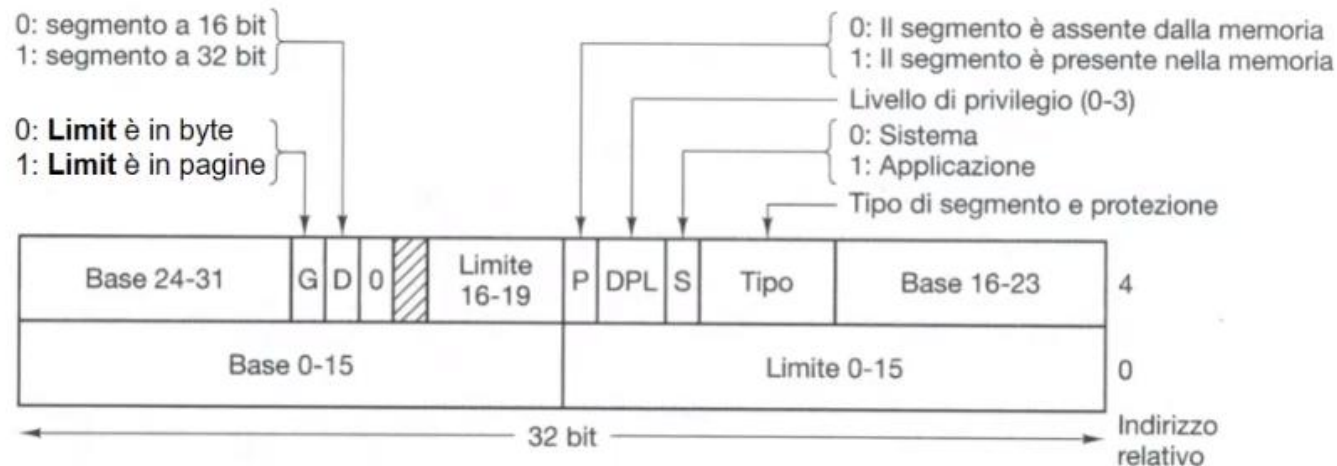 0: segmento a 16 bit
1: segmento a 32 bit
0: Il segmento è assente dalla memoria
1: Il segmento è presente nella memoria
Livello di privilegio (0-3)
0: Limit è in byte
1: Limit è in pagine
0: Sistema
1: Applicazione
Tipo di segmento e protezione
Base 24-31
G
D
0
Limite
16-19
P
DPL
S
Tipo
Base 16-23
4
Base 0-15
Limite 0-15
0
32 bit
Indirizzo
relativo